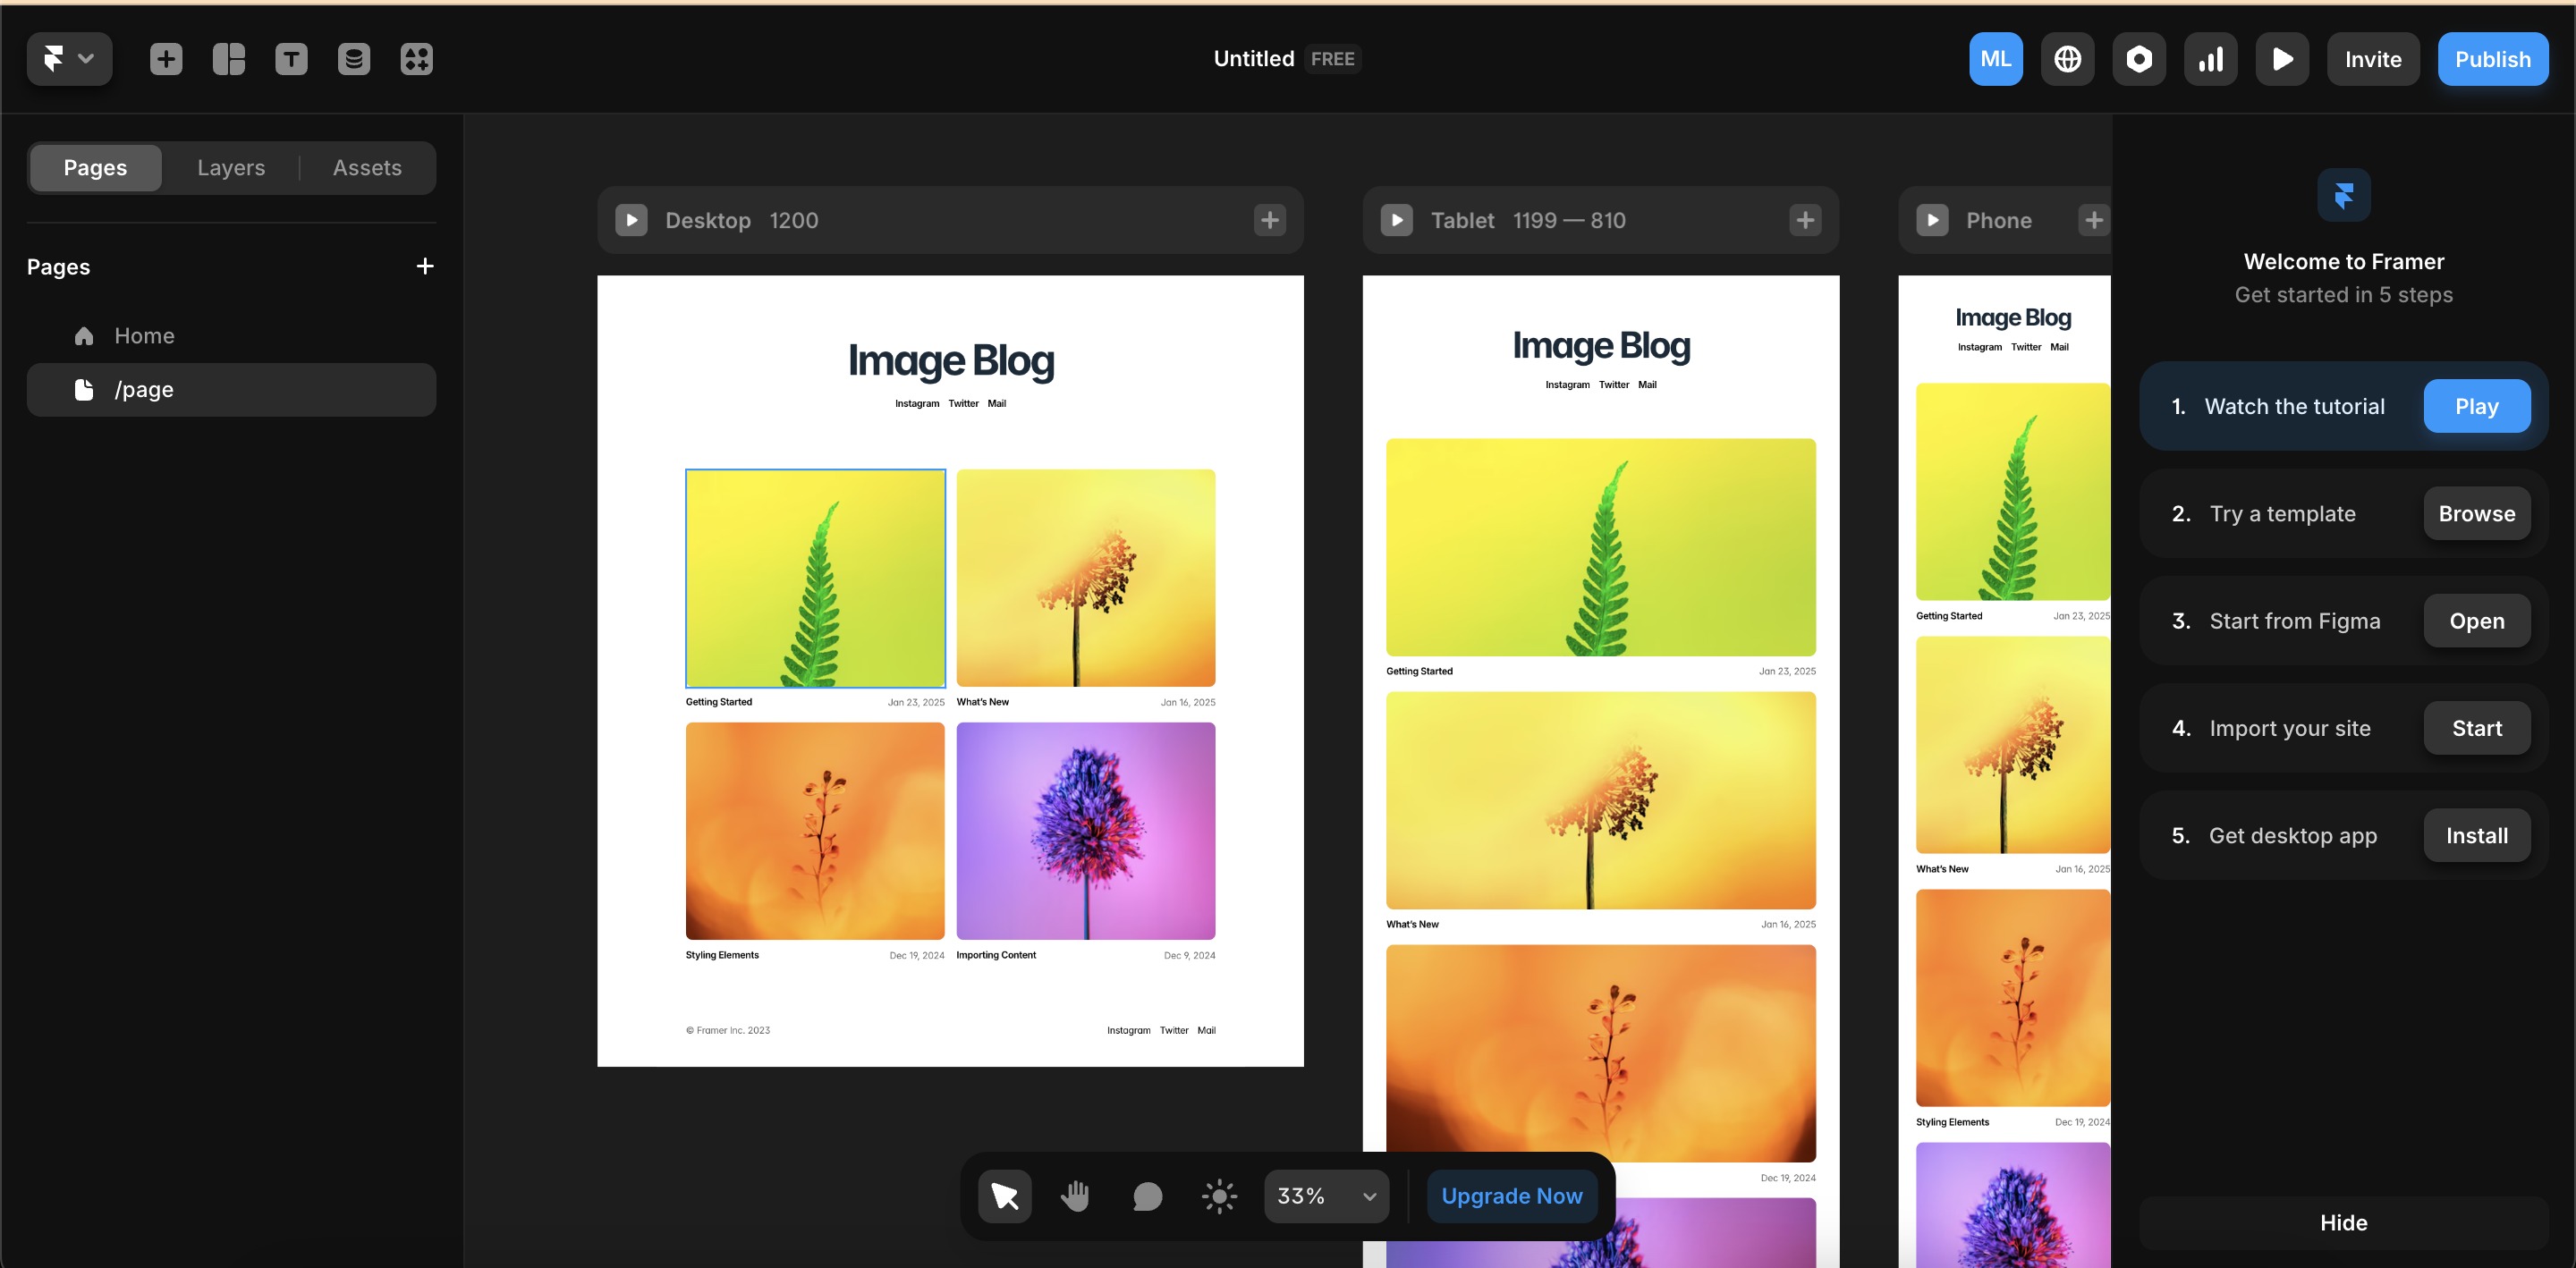 Untitled FREE
ML
Invite
Publish
Pages
Layers
Assets
Pages
Home
/page
Desktop 1200
Image Blog
Instagram Twitter Mail
Getting Started Jan 23, 2025
What's New Jan 16, 2025
Styling Elements Dec 19, 2024
Importing Content Dec 9, 2024
© Framer Inc. 2023
Instagram Twitter Mail
Tablet 1199 — 810
Image Blog
Instagram Twitter Mail
Getting Started Jan 23, 2025
What's New Jan 16, 2025
Dec 19, 2024
Phone
Image Blog
Instagram Twitter Mail
Getting Started Jan 23, 2025
What's New Jan 16, 2025
Styling Elements Dec 19, 2024
33%
Upgrade Now
Welcome to Framer
Get started in 5 steps
1. Watch the tutorial Play
2. Try a template Browse
3. Start from Figma Open
4. Import your site Start
5. Get desktop app Install
Hide